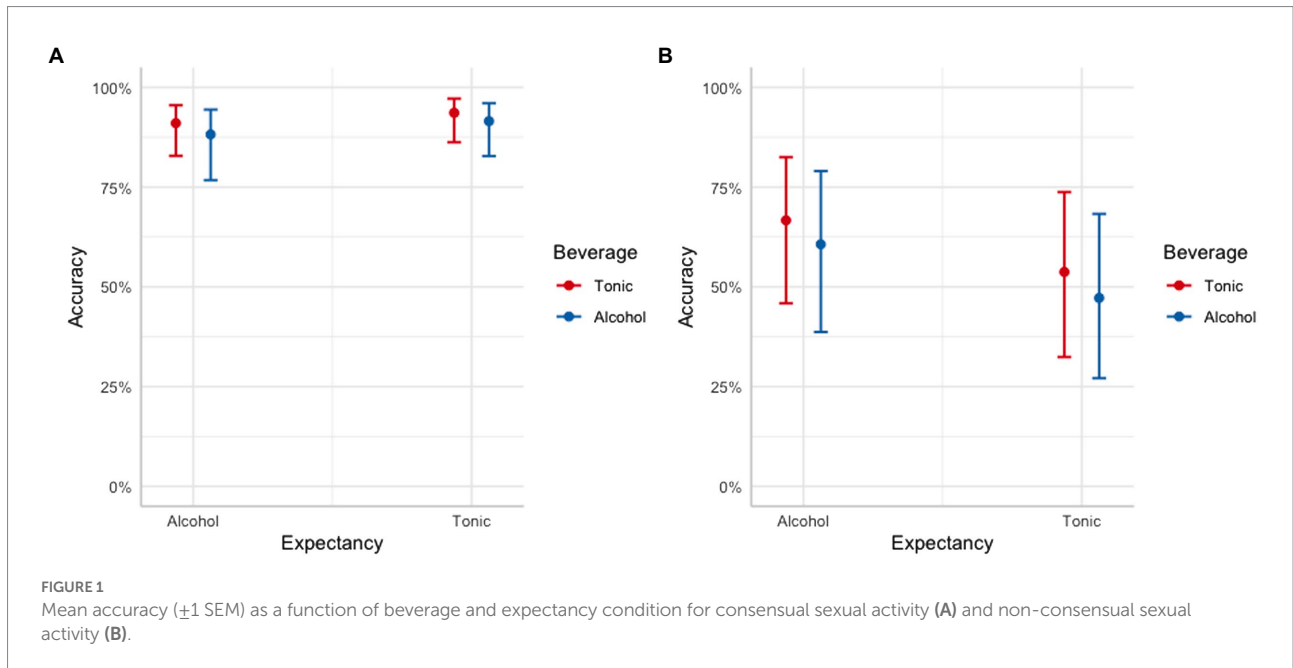 A
100%
75%
50%
25%
0%
Accuracy
Alcohol
Tonic
Expectancy
Beverage
Tonic
Alcohol
B
100%
75%
50%
25%
0%
Accuracy
Alcohol
Tonic
Expectancy
Beverage
Tonic
Alcohol
FIGURE 1
Mean accuracy (±1 SEM) as a function of beverage and expectancy condition for consensual sexual activity (A) and non-consensual sexual
activity (B).